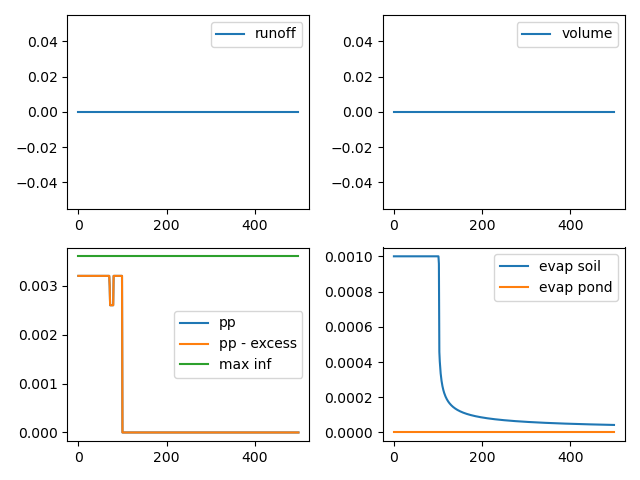 runoff
0.04
0.02
0.00
−0.02
−0.04
0 200 400
volume
0.04
0.02
0.00
−0.02
−0.04
0 200 400
pp
pp - excess
max inf
0.003
0.002
0.001
0.000
0 200 400
evap soil
evap pond
0.0010
0.0008
0.0006
0.0004
0.0002
0.0000
0 200 400